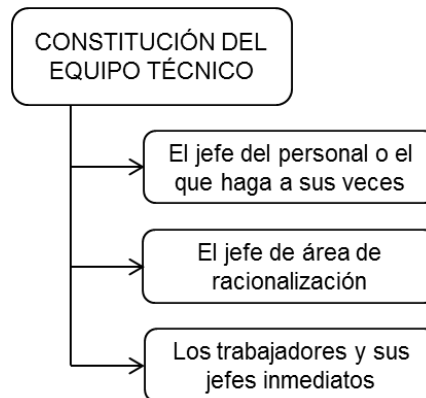 CONSTITUCIÓN DEL
EQUIPO TÉCNICO
El jefe del personal o el
que haga a sus veces
El jefe de área de
racionalización
Los trabajadores y sus
jefes inmediatos